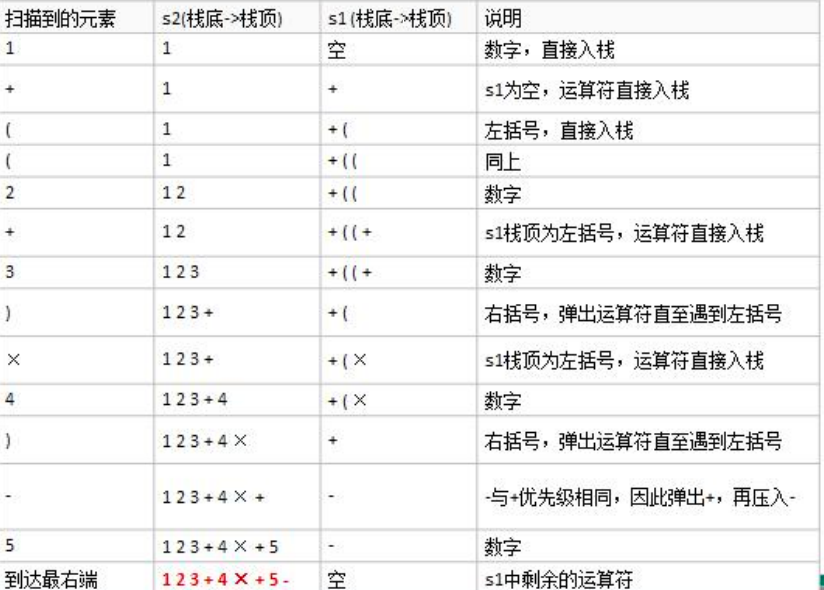 扫描到的元素 s2(栈底->栈顶) s1 (栈底->栈顶) 说明
1 1 空 数字，直接入栈
+ 1 + s1为空，运算符直接入栈
( 1 + ( 左括号，直接入栈
( 1 + ( ( 同上
2 1 2 + ( ( 数字
+ 1 2 + ( ( + s1栈顶为左括号，运算符直接入栈
3 1 2 3 + ( ( + 数字
) 1 2 3 + + ( 右括号，弹出运算符直至遇到左括号
× 1 2 3 + + ( × s1栈顶为左括号，运算符直接入栈
4 1 2 3 + 4 + ( × 数字
) 1 2 3 + 4 × + 右括号，弹出运算符直至遇到左括号
- 1 2 3 + 4 × + - -与+优先级相同，因此弹出+，再压入-
5 1 2 3 + 4 × + 5 - 数字
到达最右端 1 2 3 + 4 × + 5 - 空 s1中剩余的运算符